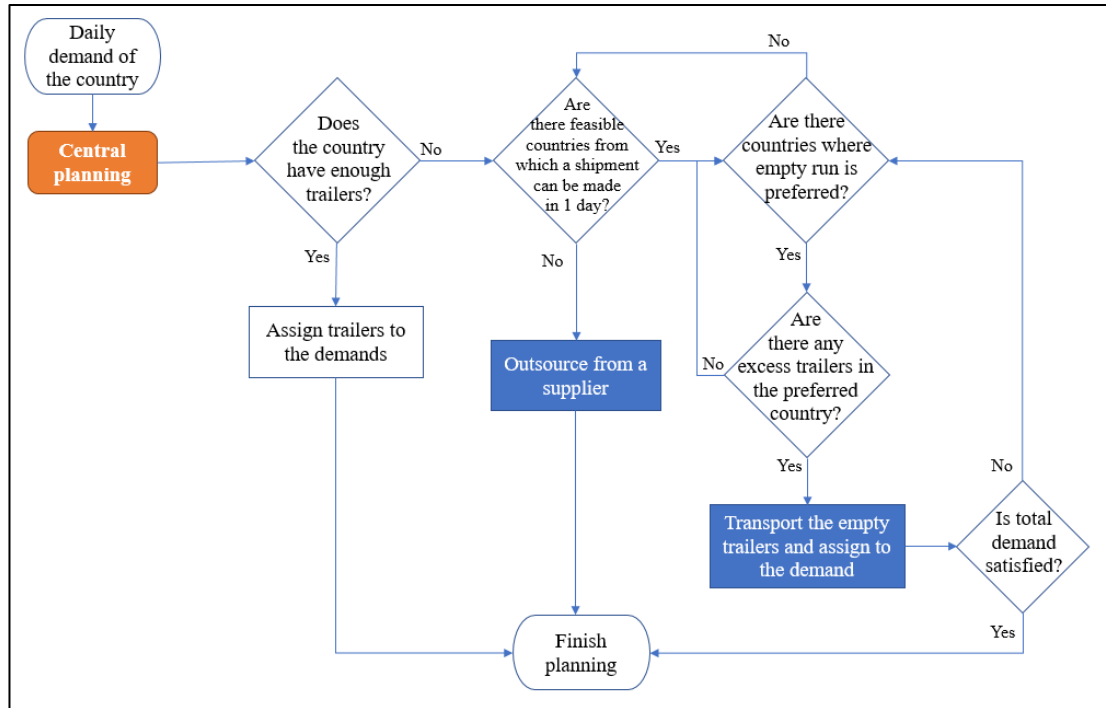 Daily
demand of
the country
Central
planning
Does
the country
have enough
trailers?
No
Are
there feasible
countries from
which a shipment
can be made
in 1 day?
Yes
No
Are there
countries where
empty run is
preferred?
Yes
Assign trailers to
the demands
No
Outsource from a
supplier
Yes
Are
there any
excess trailers in
the preferred
country?
No
Yes
Transport the empty
trailers and assign to
the demand
No
Is total
demand
satisfied?
Yes
Finish
planning